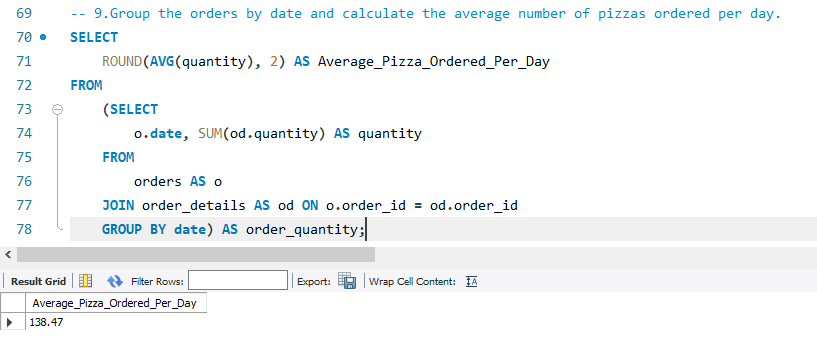 69 -- 9.Group the orders by date and calculate the average number of pizzas ordered per day.
70 SELECT
71 ROUND(AVG(quantity), 2) AS Average_Pizza_Ordered_Per_Day
72 FROM
73 (SELECT
74 o.date, SUM(od.quantity) AS quantity
75 FROM
76 orders AS o
77 JOIN order_details AS od ON o.order_id = od.order_id
78 GROUP BY date) AS order_quantity;
Result Grid Filter Rows: Export: Wrap Cell Content: IA
Average_Pizza_Ordered_Per_Day
138.47